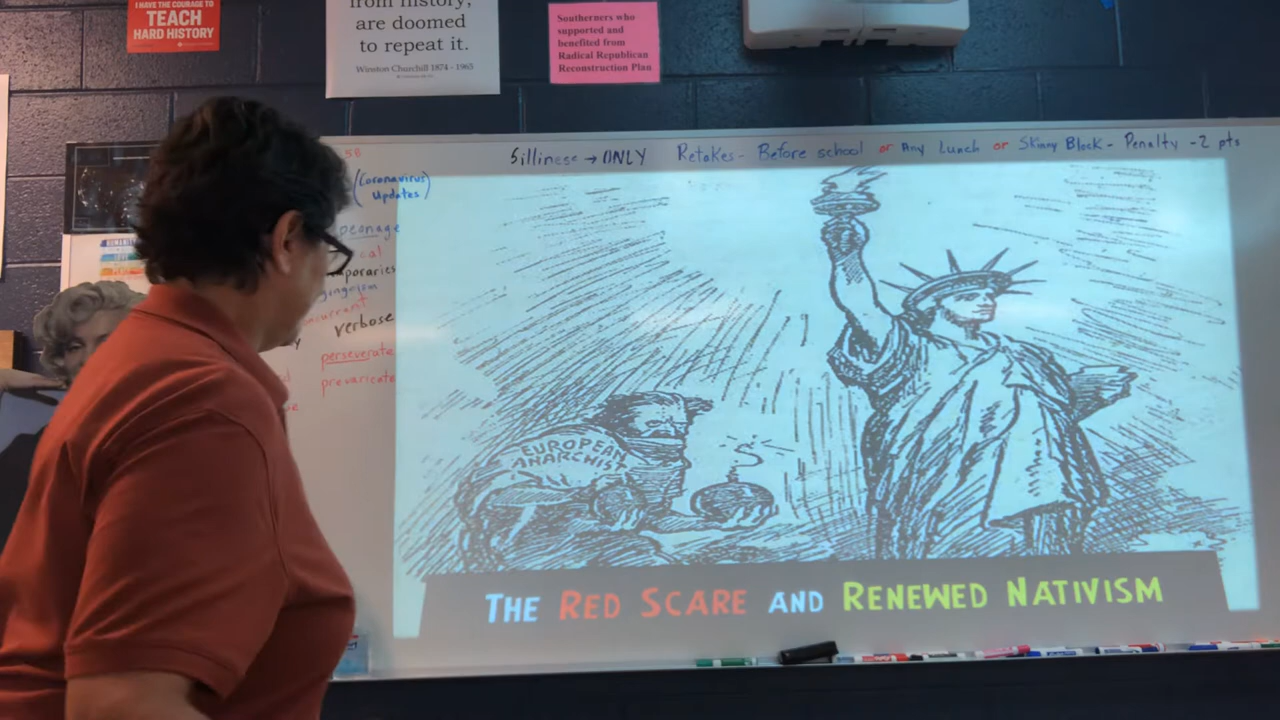 I HAVE THE COURAGE TO
TEACH
HARD HISTORY
from history,
are doomed
to repeat it.
Winston Churchill 1874 - 1965
Southerners who
supported and
benefited from
Radical Republican
Reconstruction Plan
Sillinese → ONLY Retakes- Before school or Any Lunch or Skinny Block - Penalty -2 pts
(Coronavirus
Updates)
peonage
verbose
perseverate
prevaricate
EUROPEAN
ANARCHIST
THE RED SCARE AND RENEWED NATIVISM